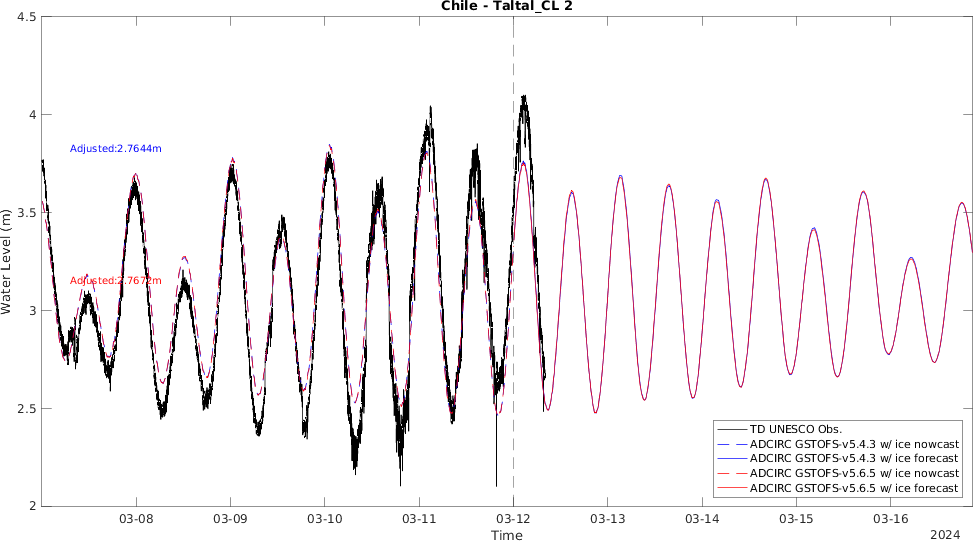 Chile - Taltal_CL 2
4.5
4
3.5
3
2.5
2
Water Level (m)
Adjusted:2.7644m
Adjusted:2.7672m
TD UNESCO Obs.
ADCIRC GSTOFS-v5.4.3 w/ ice nowcast
ADCIRC GSTOFS-v5.4.3 w/ ice forecast
ADCIRC GSTOFS-v5.6.5 w/ ice nowcast
ADCIRC GSTOFS-v5.6.5 w/ ice forecast
03-08 03-09 03-10 03-11 03-12 03-13 03-14 03-15 03-16
Time
2024